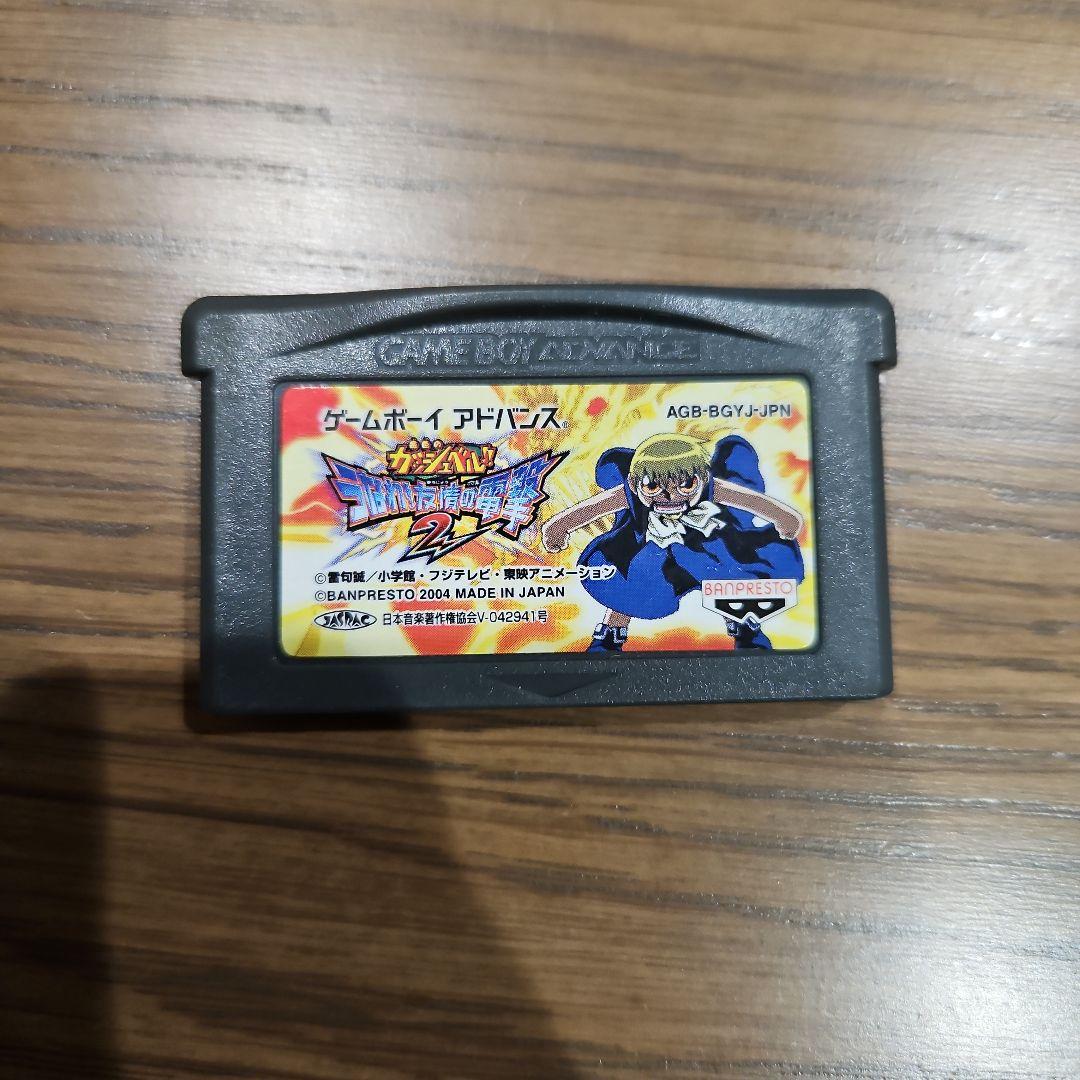 GAME BOY ADVANCE
ゲームボーイ アドバンス®
AGB-BGYJ-JPN
金色の
ガッシュベル!!
うなれ!友情の電撃
2
©雷句誠/小学館・フジテレビ・東映アニメーション
©BANPRESTO 2004 MADE IN JAPAN
JASRAC 日本音楽著作権協会V-042941号
BANPRESTO